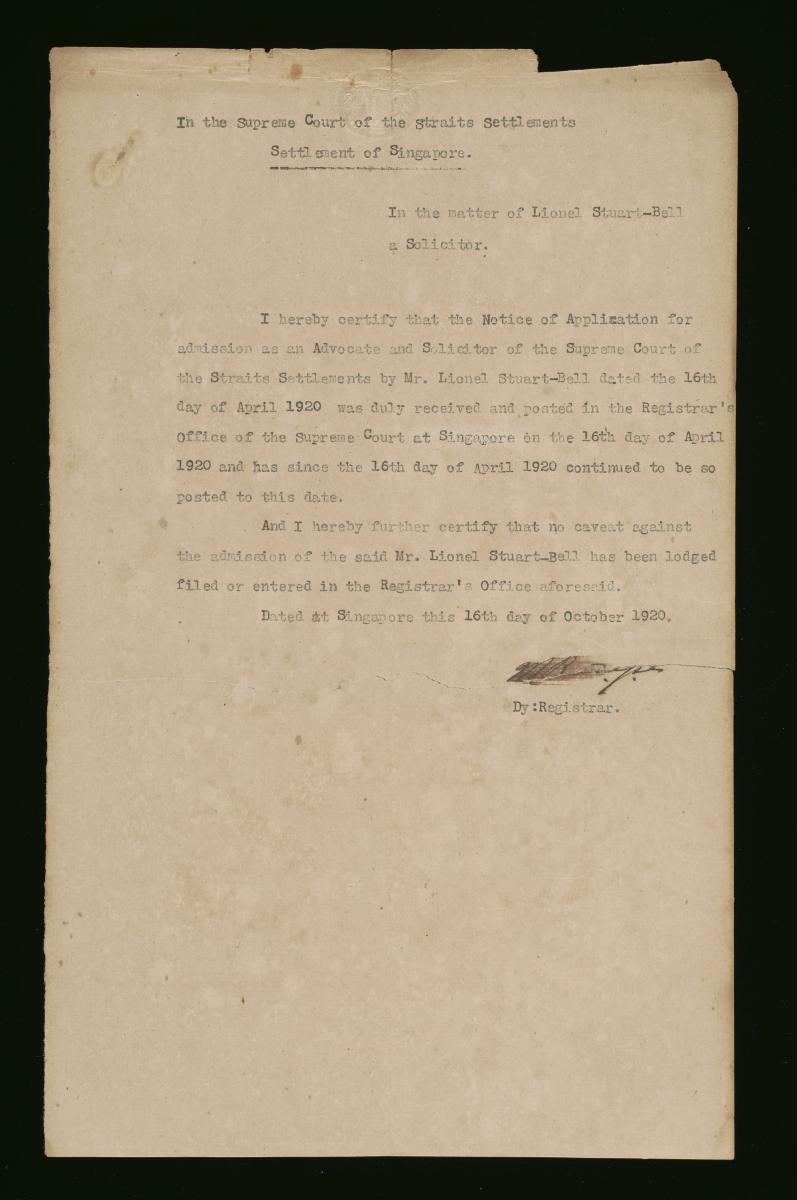 In the Supreme Court of the Straits Settlements
Settlement of Singapore.
In the matter of Lionel Stuart-Bell
a Solicitor.
I hereby certify that the Notice of Application for
admission as an Advocate and Solicitor of the Supreme Court of
the Straits Settlements by Mr. Lionel Stuart-Bell dated the 16th
day of April 1920 was duly received and posted in the Registrar's
Office of the Supreme Court at Singapore on the 16th day of April
1920 and has since the 16th day of April 1920 continued to be so
posted to this date.
And I hereby further certify that no caveat against
the admission of the said Mr. Lionel Stuart-Bell has been lodged
filed or entered in the Registrar's Office aforesaid.
Dated at Singapore this 16th day of October 1920.
Dy:Registrar.